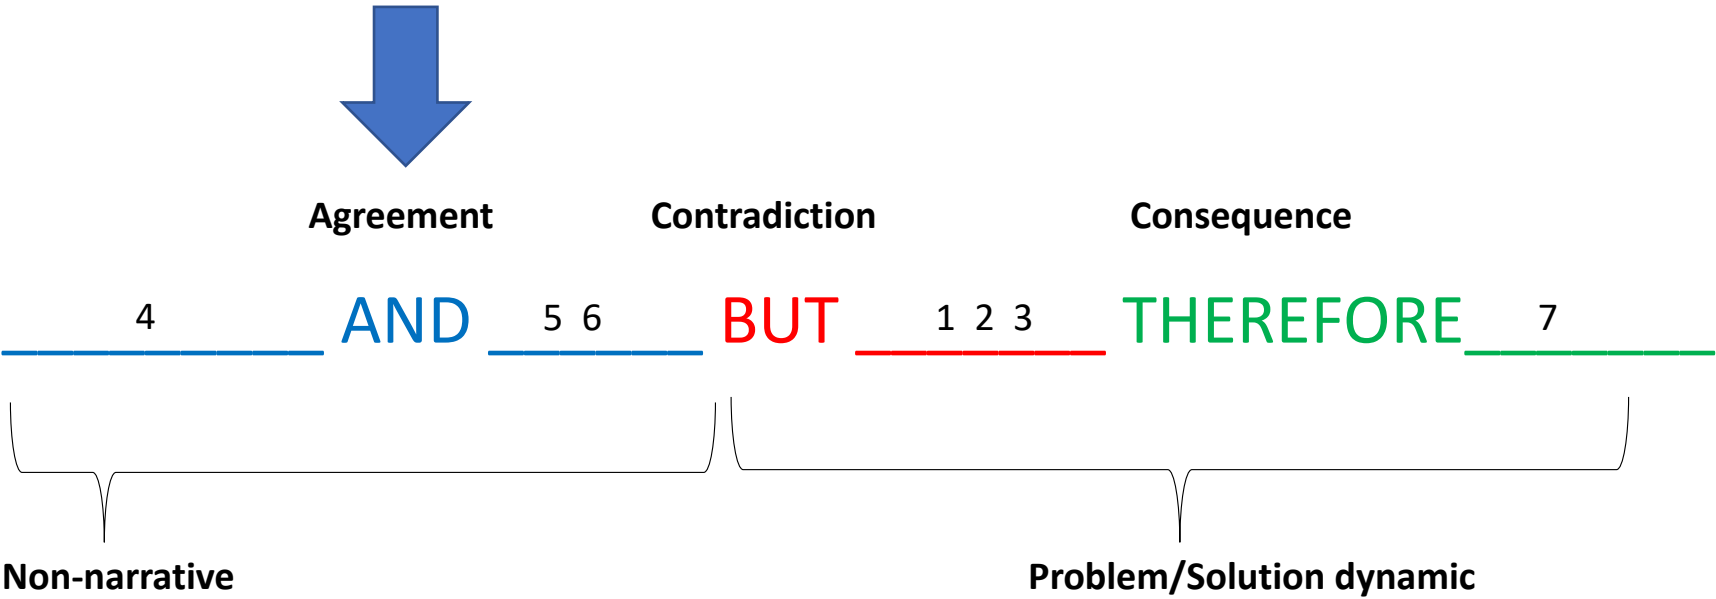 Agreement Contradiction Consequence
4 AND 5 6 BUT 1 2 3 THEREFORE 7
Non-narrative Problem/Solution dynamic